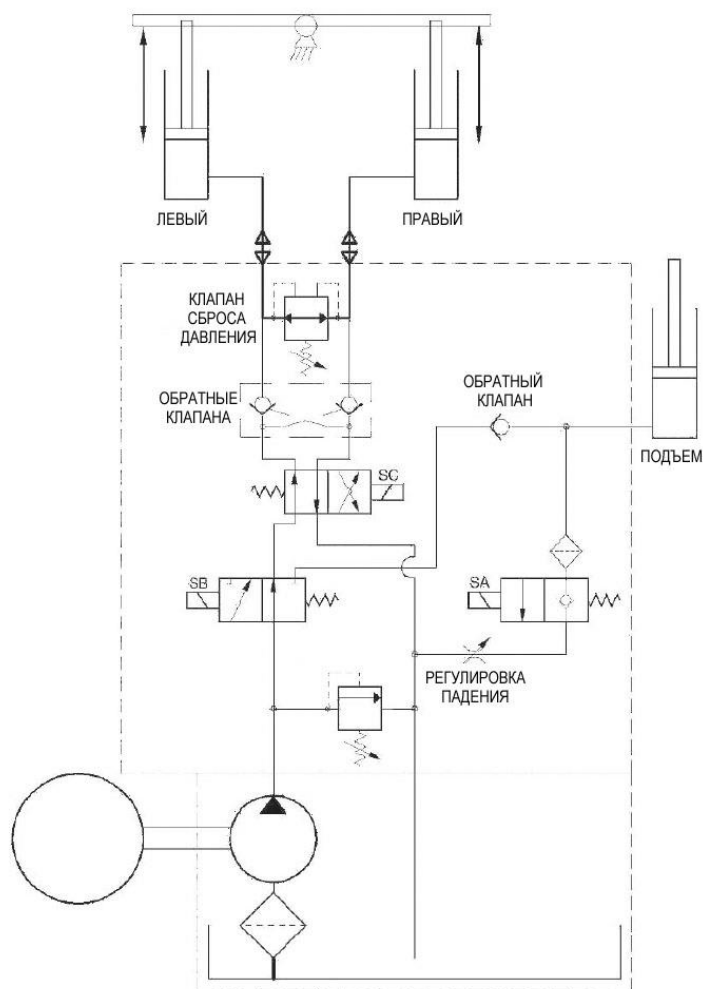 ЛЕВЫЙ
ПРАВЫЙ
КЛАПАН
СБРОСА
ДАВЛЕНИЯ
ОБРАТНЫЕ
КЛАПАНА
ОБРАТНЫЙ
КЛАПАН
ПОДЪЕМ
SC
SB
SA
РЕГУЛИРОВКА
ПАДЕНИЯ